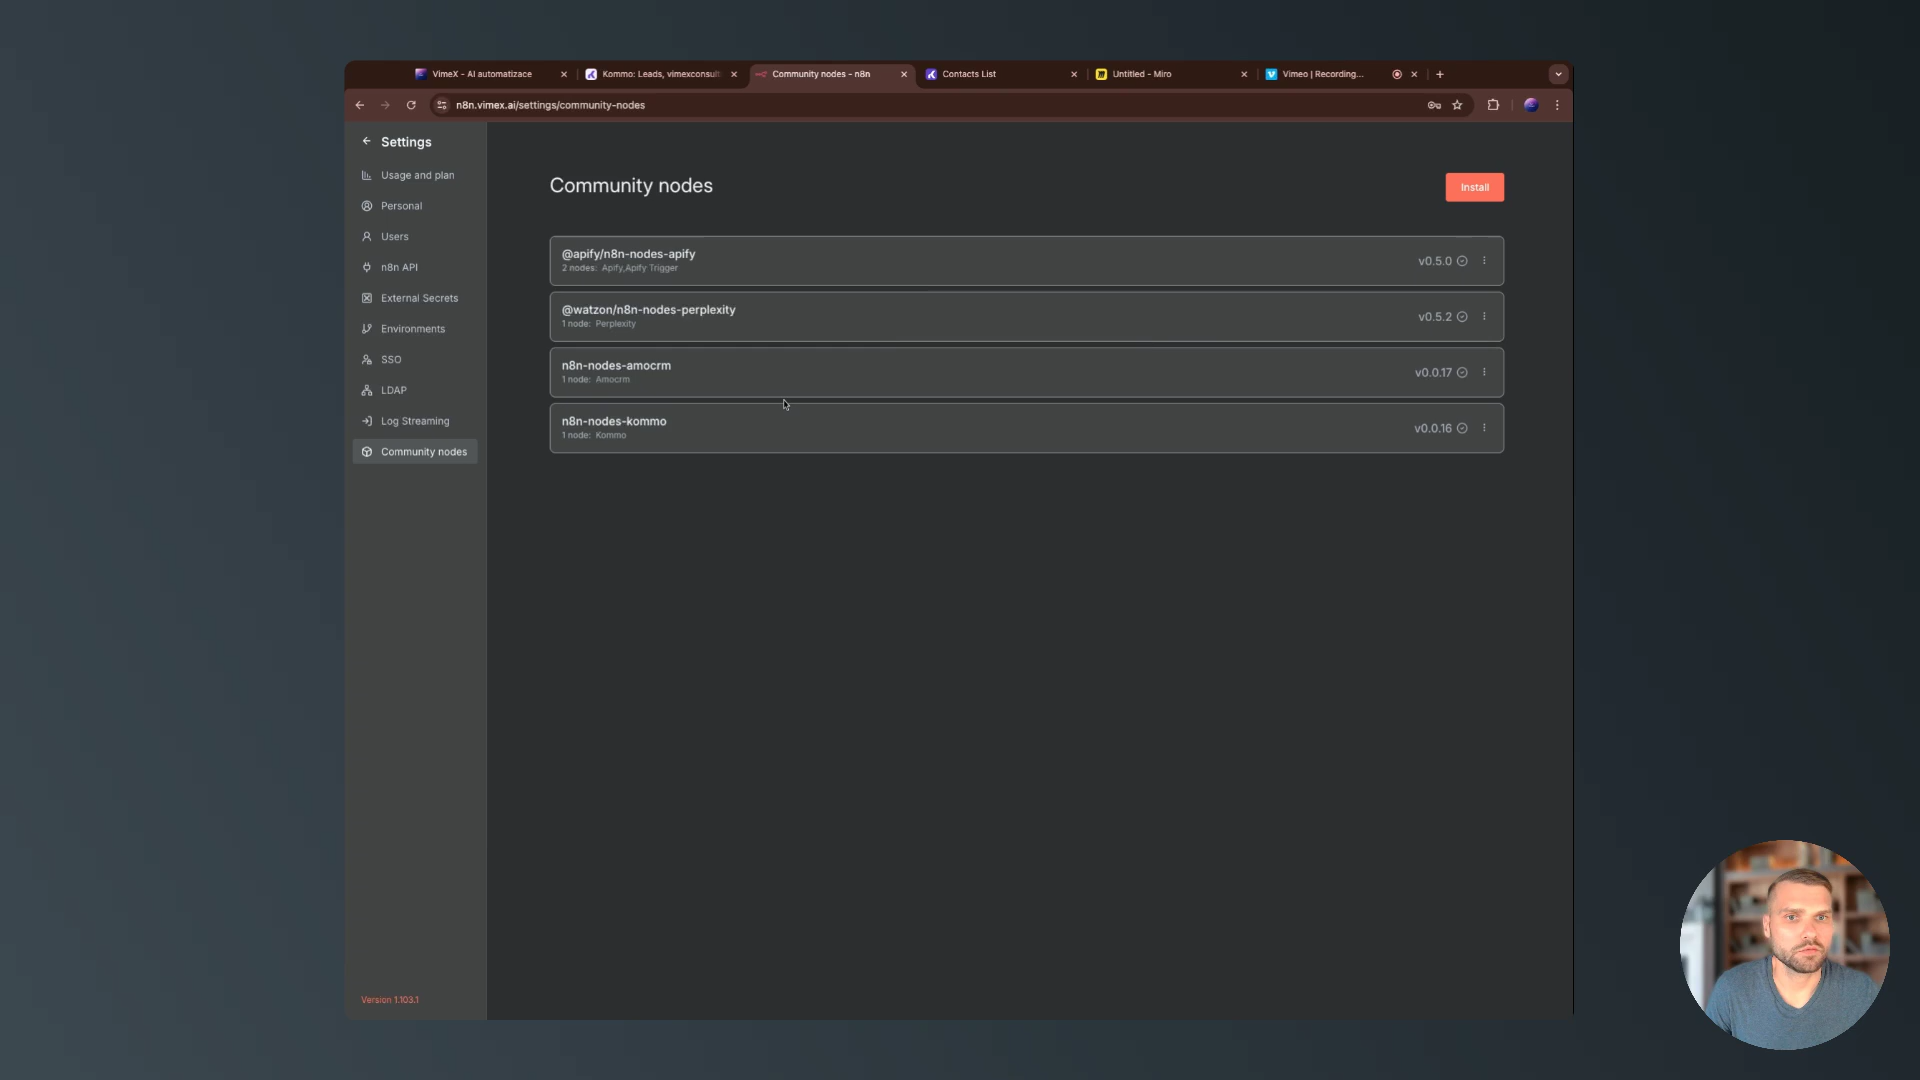 VimeX - AI automatizace
Kommo: Leads, vimexconsult
Community nodes - n8n
Contacts List
Untitled - Miro
Vimeo | Recording...
n8n.vimex.ai/settings/community-nodes
Settings
Usage and plan
Personal
Users
n8n API
External Secrets
Environments
SSO
LDAP
Log Streaming
Community nodes
Version 1.103.1
Community nodes
Install
@apify/n8n-nodes-apify
2 nodes: Apify,Apify Trigger
v0.5.0
@watzon/n8n-nodes-perplexity
1 node: Perplexity
v0.5.2
n8n-nodes-amocrm
1 node: Amocrm
v0.0.17
n8n-nodes-kommo
1 node: Kommo
v0.0.16